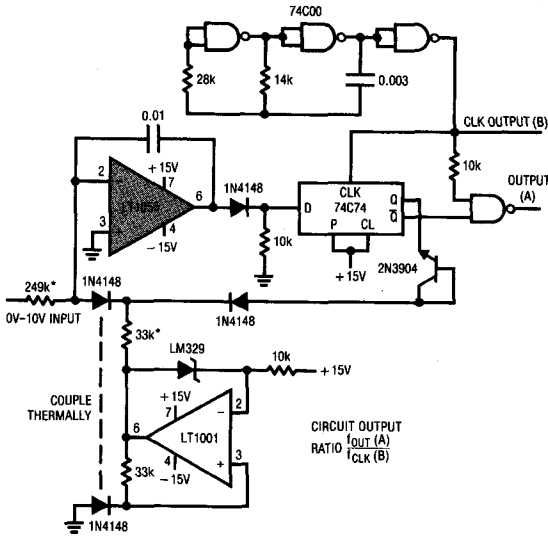 74C00
28k
14k
0.003
CLK OUTPUT (B)
0.01
10k
OUTPUT
(A)
2
+15V
7
6
3
4
-15V
1N4148
10k
D
CLK
74C74
P
CL
Q
Q̅
+15V
2N3904
249k*
0V-10V INPUT
1N4148
1N4148
33k*
LM329
10k
+15V
COUPLE
THERMALLY
+15V
7
2
6
LT1001
4
3
-15V
33k
1N4148
CIRCUIT OUTPUT
RATIO fOUT (A)
fCLK (B)